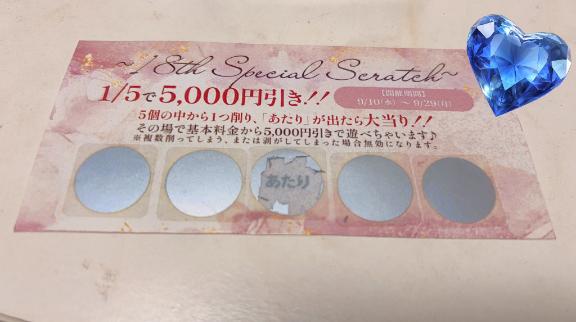 ~18th Special Scratch~
1/5で5,000円引き!!
【開催期間】
9/10(水)～9/29(月)
5個の中から1つ削り、「あたり」が出たら大当り!!
その場で基本料金から5,000円引きで遊べちゃいます♪
※複数削ってしまう、または剥がしてしまった場合無効になります。
あたり